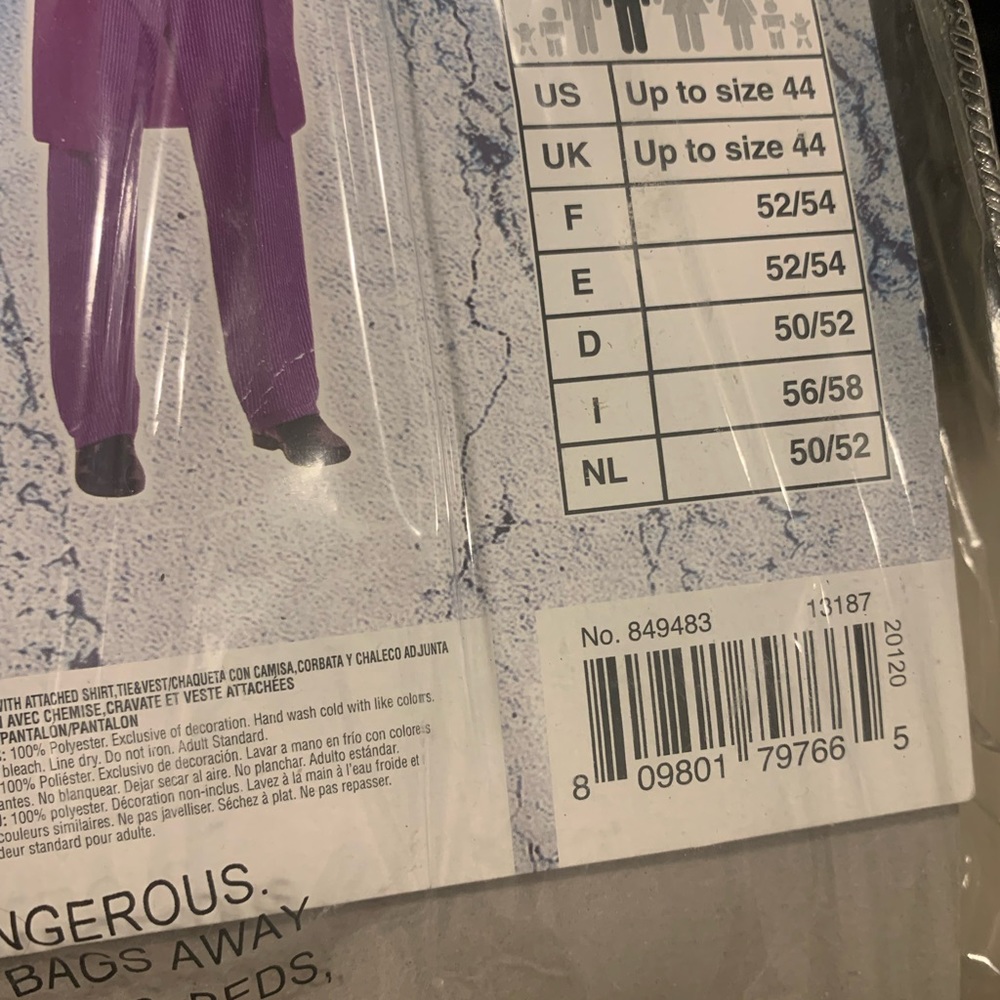 US Up to size 44
UK Up to size 44
F 52/54
E 52/54
D 50/52
I 56/58
NL 50/52
No. 849483 13187
20120
8 09801 79766 5
WITH ATTACHED SHIRT,TIE&VEST/CHAQUETA CON CAMISA,CORBATA Y CHALECO ADJUNTA
AVEC CHEMISE,CRAVATE ET VESTE ATTACHÉES
PANTALON/PANTALON
: 100% Polyester. Exclusive of decoration. Hand wash cold with like colors.
bleach. Line dry. Do not iron. Adult Standard.
100% Poliéster. Exclusivo de decoración. Lavar a mano en frío con colores
antes. No blanquear. Dejar secar al aire. No planchar. Adulto estándar.
: 100% polyester. Décoration non-inclus. Lavez à la main à l'eau froide et
couleurs similaires. Ne pas javelliser. Séchez à plat. Ne pas repasser.
deur standard pour adulte.
NGEROUS.
BAGS AWAY
BEDS,